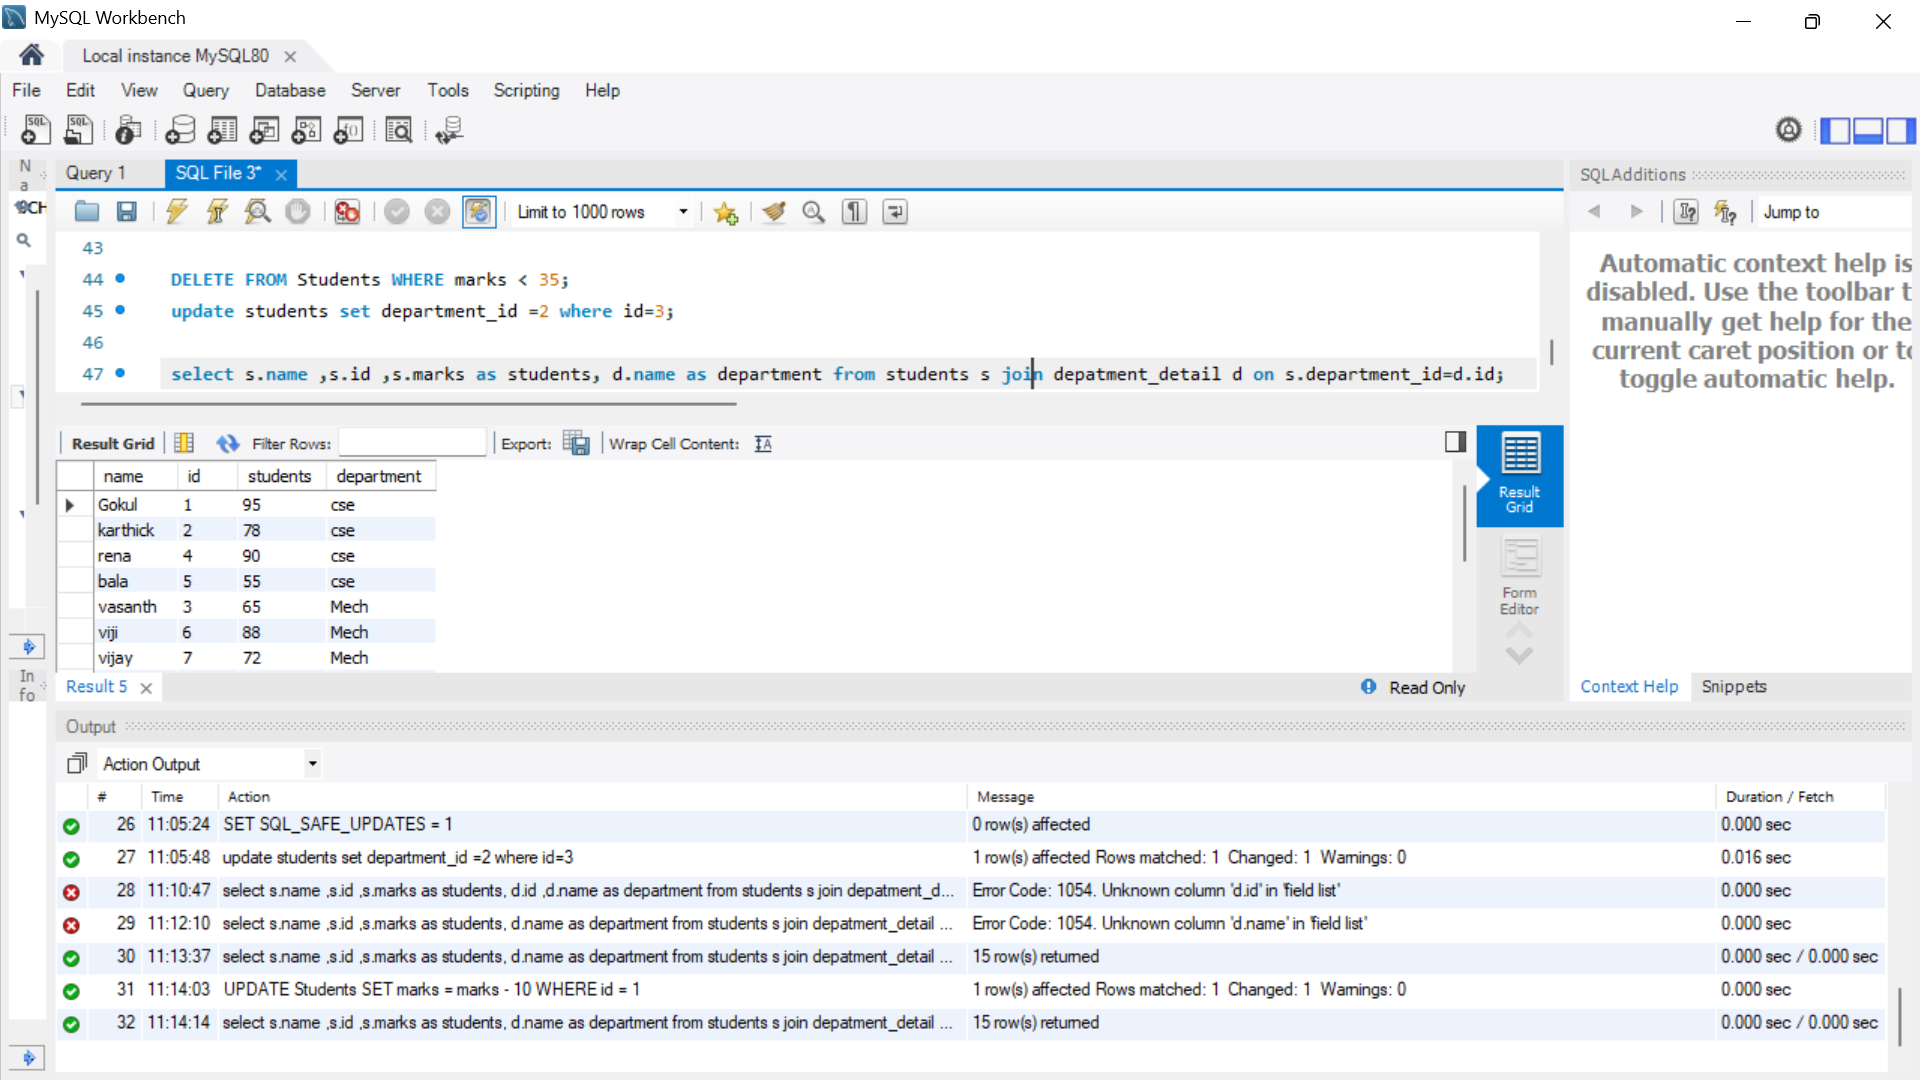 MySQL Workbench
Local instance MySQL80
File Edit View Query Database Server Tools Scripting Help
N
a
Query 1
SQL File 3*
SQLAdditions
SCH
Limit to 1000 rows
Jump to
43
44 DELETE FROM Students WHERE marks < 35;
45 update students set department_id =2 where id=3;
46
47 select s.name ,s.id ,s.marks as students, d.name as department from students s join depatment_detail d on s.department_id=d.id;
Automatic context help is
disabled. Use the toolbar t
manually get help for the
current caret position or to
toggle automatic help.
Result Grid Filter Rows: Export: Wrap Cell Content:
name id students department
Gokul 1 95 cse
karthick 2 78 cse
rena 4 90 cse
bala 5 55 cse
vasanth 3 65 Mech
viji 6 88 Mech
vijay 7 72 Mech
Result
Grid
Form
Editor
In
fo
Result 5
Read Only
Context Help Snippets
Output
Action Output
# Time Action Message Duration / Fetch
26 11:05:24 SET SQL_SAFE_UPDATES = 1 0 row(s) affected 0.000 sec
27 11:05:48 update students set department_id =2 where id=3 1 row(s) affected Rows matched: 1 Changed: 1 Warnings: 0 0.016 sec
28 11:10:47 select s.name ,s.id ,s.marks as students, d.id ,d.name as department from students s join depatment_d... Error Code: 1054. Unknown column 'd.id' in 'field list' 0.000 sec
29 11:12:10 select s.name ,s.id ,s.marks as students, d.name as department from students s join depatment_detail ... Error Code: 1054. Unknown column 'd.name' in 'field list' 0.000 sec
30 11:13:37 select s.name ,s.id ,s.marks as students, d.name as department from students s join depatment_detail ... 15 row(s) returned 0.000 sec / 0.000 sec
31 11:14:03 UPDATE Students SET marks = marks - 10 WHERE id = 1 1 row(s) affected Rows matched: 1 Changed: 1 Warnings: 0 0.000 sec
32 11:14:14 select s.name ,s.id ,s.marks as students, d.name as department from students s join depatment_detail ... 15 row(s) returned 0.000 sec / 0.000 sec